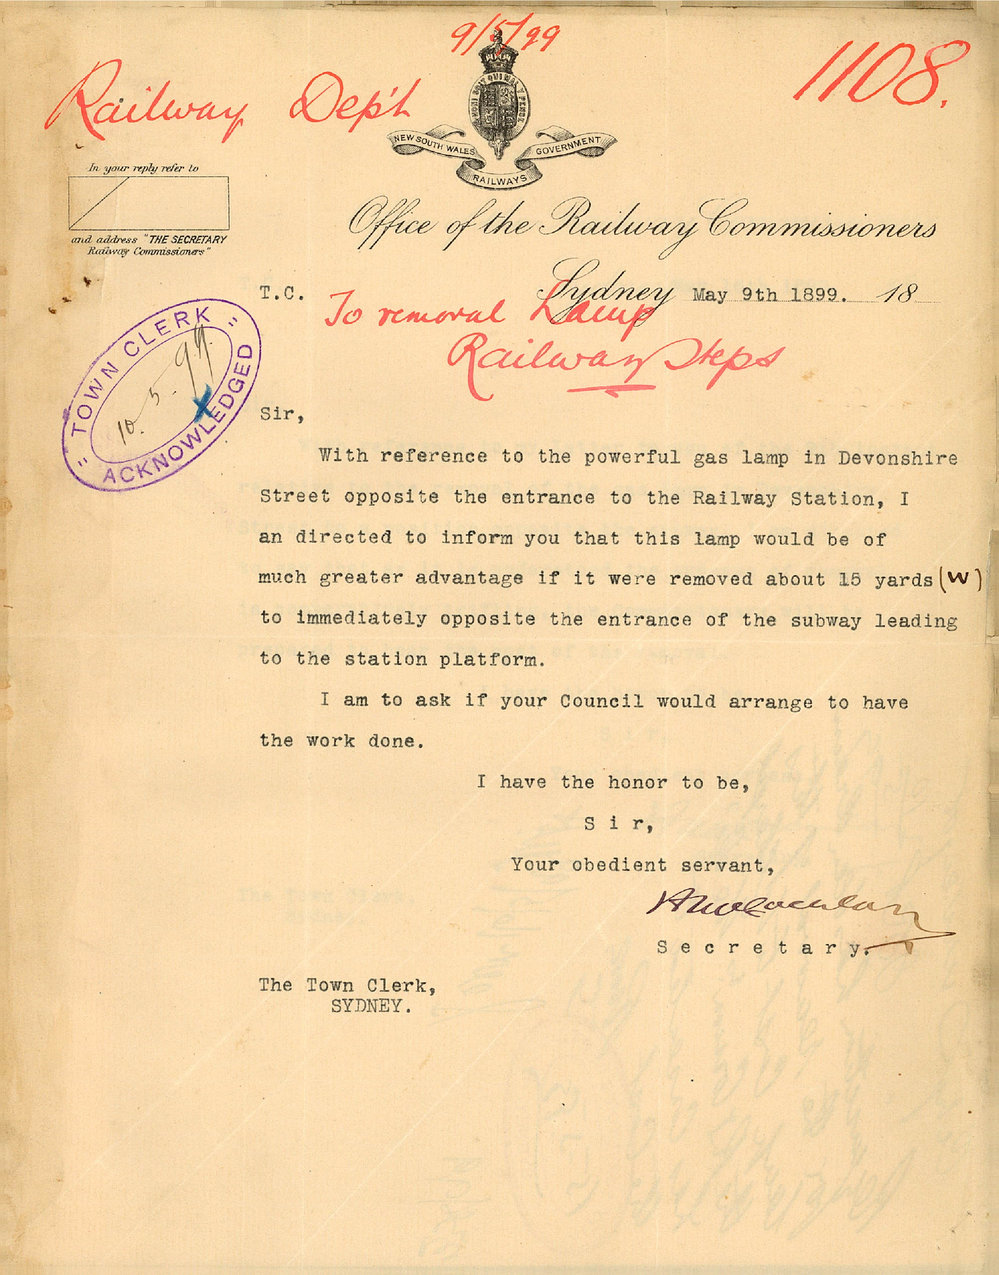 9/5/99
Railway Dep't
1108.
HONI SOIT QUI MAL Y PENSE
NEW SOUTH WALES
GOVERNMENT
RAILWAYS
In your reply refer to
and address "THE SECRETARY
Railway Commissioners"
Office of the Railway Commissioners
Sydney May 9th 1899. 18
T.C.
To removal Lamp
Railway Steps
TOWN CLERK
10.5.99
ACKNOWLEDGED
Sir,
With reference to the powerful gas lamp in Devonshire
Street opposite the entrance to the Railway Station, I
an directed to inform you that this lamp would be of
much greater advantage if it were removed about 15 yards (W)
to immediately opposite the entrance of the subway leading
to the station platform.
I am to ask if your Council would arrange to have
the work done.
I have the honor to be,
S i r,
Your obedient servant,
S e c r e t a r y.
The Town Clerk,
SYDNEY.